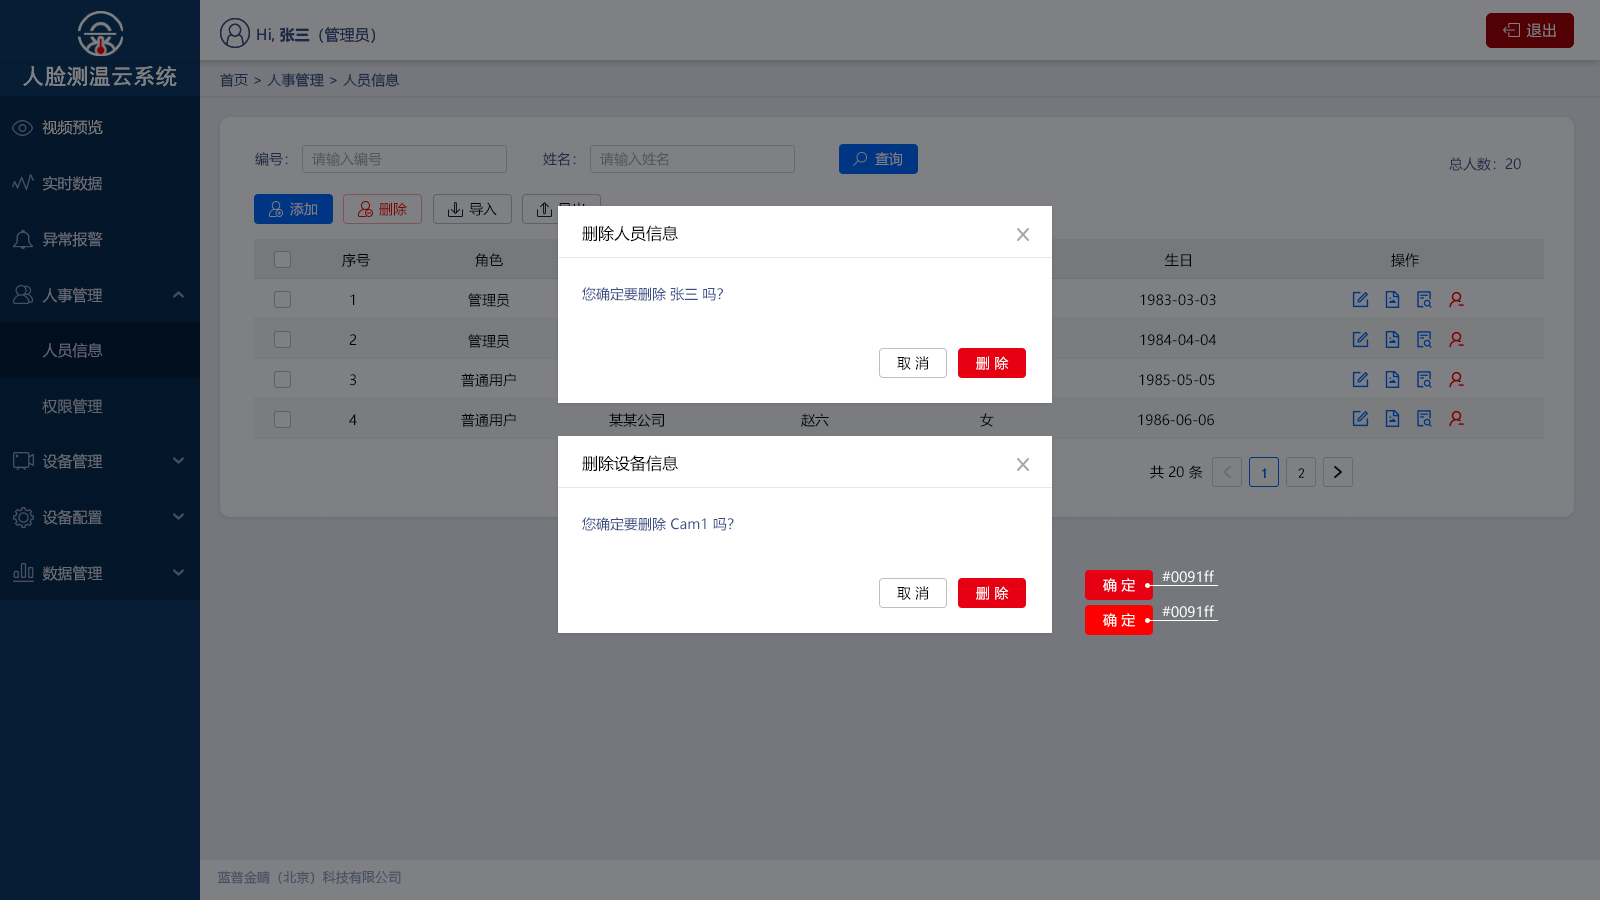 人脸测温云系统
Hi, 张三（管理员）
退出
首页 > 人事管理 > 人员信息
视频预览
实时数据
异常报警
人事管理
人员信息
权限管理
设备管理
设备配置
数据管理
编号： 请输入编号 姓名： 请输入姓名 查询
总人数：20
添加 删除 导入
序号 角色 生日 操作
1 管理员 1983-03-03
2 管理员 1984-04-04
3 普通用户 1985-05-05
4 普通用户 某某公司 赵六 女 1986-06-06
共 20 条 1 2
删除人员信息
您确定要删除 张三 吗?
取 消 删 除
删除设备信息
您确定要删除 Cam1 吗?
取 消 删 除
确 定 #0091ff
确 定 #0091ff
蓝普金睛（北京）科技有限公司